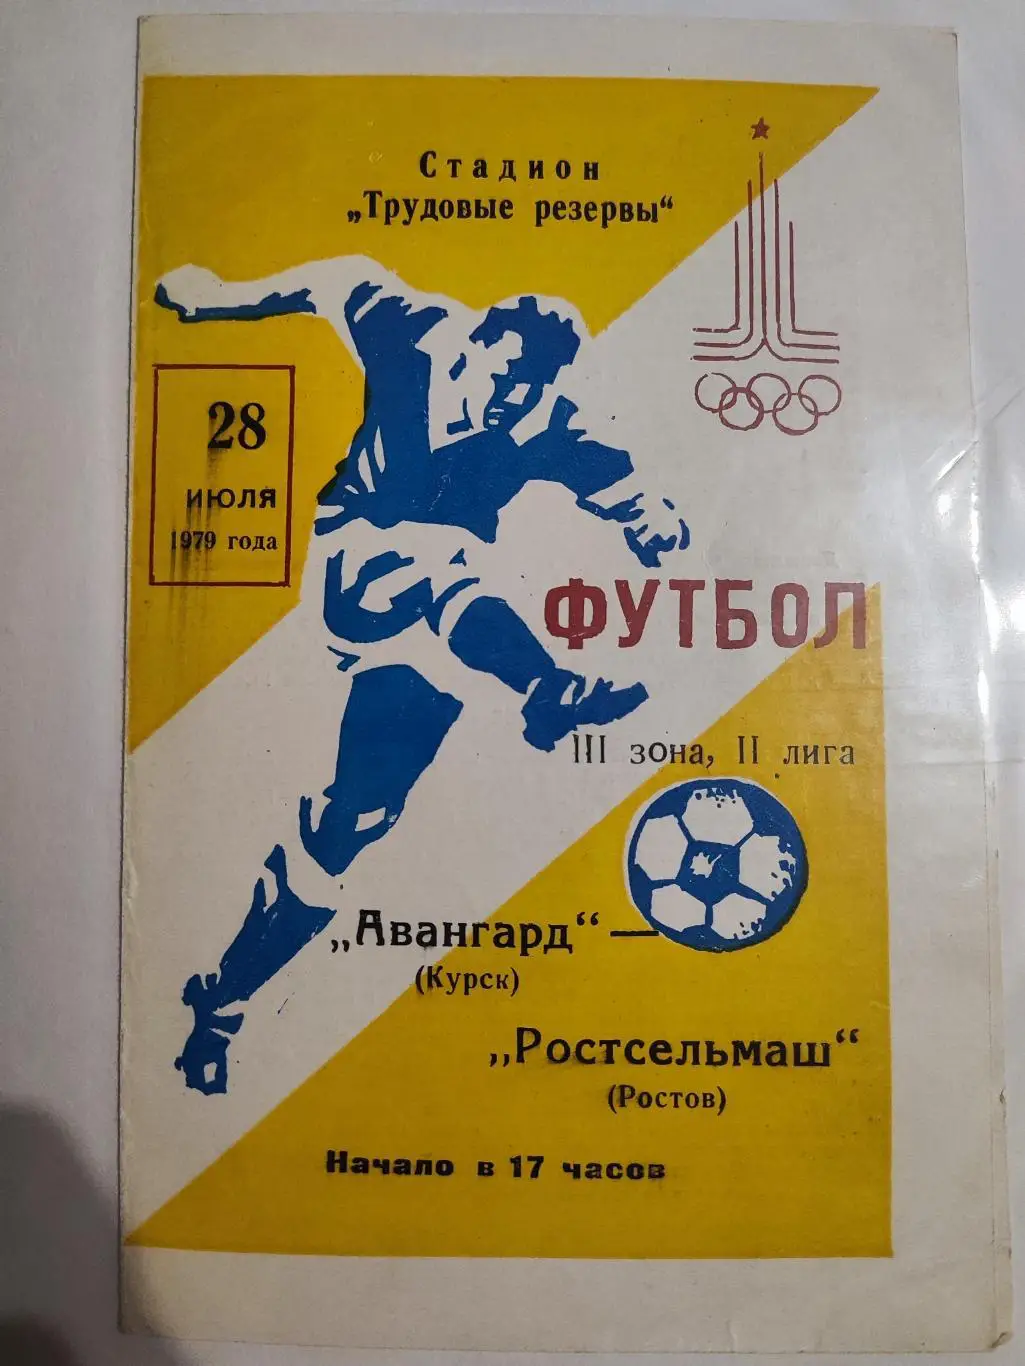 Стадион
„Трудовые резервы“
28
ИЮЛЯ
1979 года
ФУТБОЛ
III зона, II лига
„Авангард“ —
(Курск)
„Ростсельмаш“
(Ростов)
Начало в 17 часов